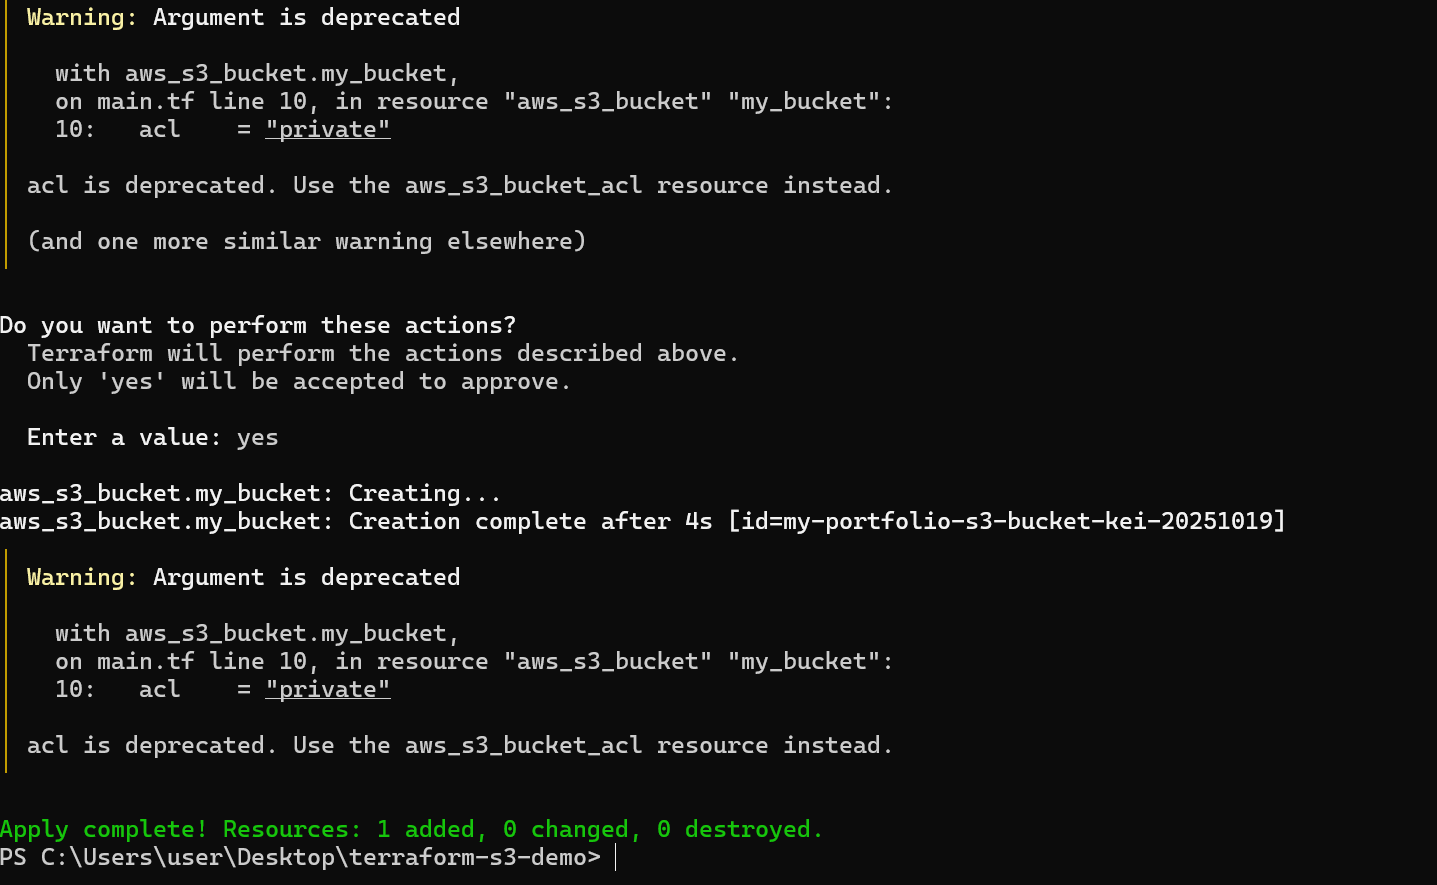 Warning: Argument is deprecated
with aws_s3_bucket.my_bucket,
on main.tf line 10, in resource "aws_s3_bucket" "my_bucket":
10:   acl    = "private"
acl is deprecated. Use the aws_s3_bucket_acl resource instead.
(and one more similar warning elsewhere)
Do you want to perform these actions?
Terraform will perform the actions described above.
Only 'yes' will be accepted to approve.
Enter a value: yes
aws_s3_bucket.my_bucket: Creating...
aws_s3_bucket.my_bucket: Creation complete after 4s [id=my-portfolio-s3-bucket-kei-20251019]
Warning: Argument is deprecated
with aws_s3_bucket.my_bucket,
on main.tf line 10, in resource "aws_s3_bucket" "my_bucket":
10:   acl    = "private"
acl is deprecated. Use the aws_s3_bucket_acl resource instead.
Apply complete! Resources: 1 added, 0 changed, 0 destroyed.
PS C:\Users\user\Desktop\terraform-s3-demo>